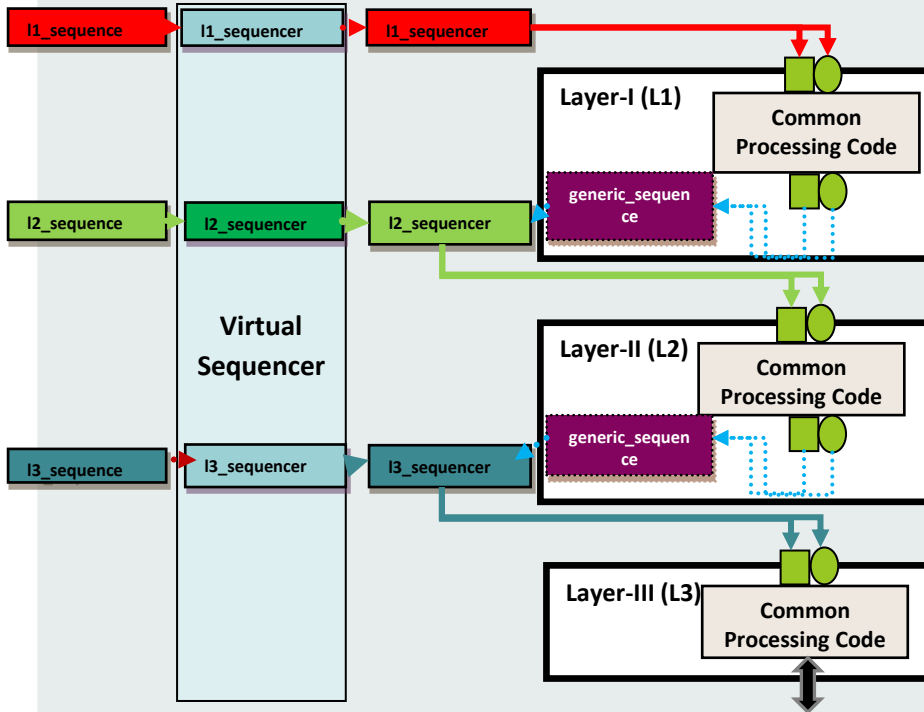 l1_sequence
l1_sequencer
l1_sequencer
Layer-I (L1)
Common
Processing Code
generic_sequen
ce
l2_sequence
l2_sequencer
l2_sequencer
Virtual
Sequencer
Layer-II (L2)
Common
Processing Code
generic_sequen
ce
l3_sequence
l3_sequencer
l3_sequencer
Layer-III (L3)
Common
Processing Code